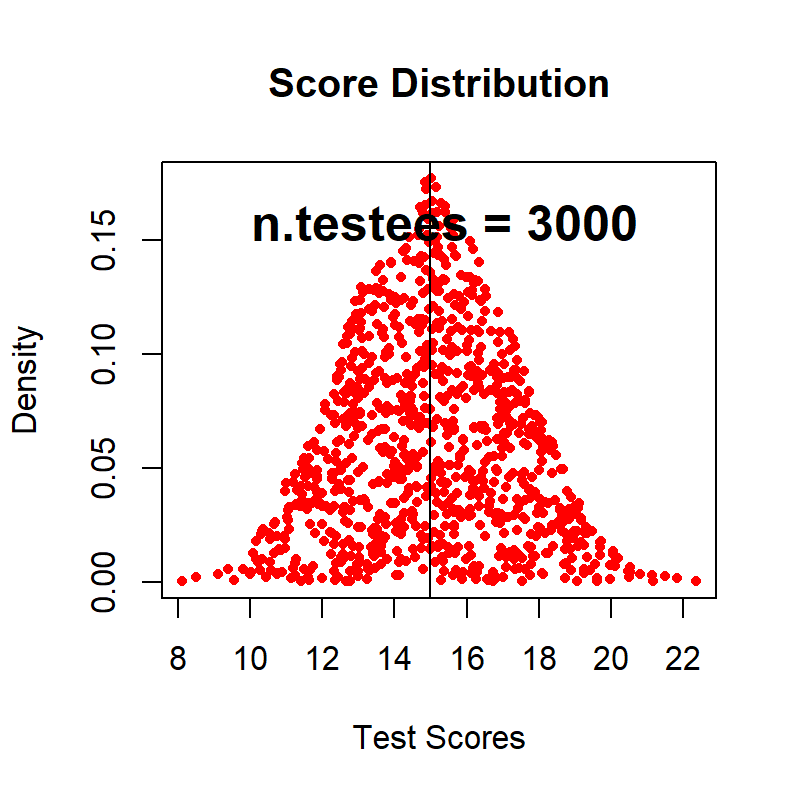 Score Distribution
n.testees = 3000
Density
0.15
0.10
0.05
0.00
8 10 12 14 16 18 20 22
Test Scores